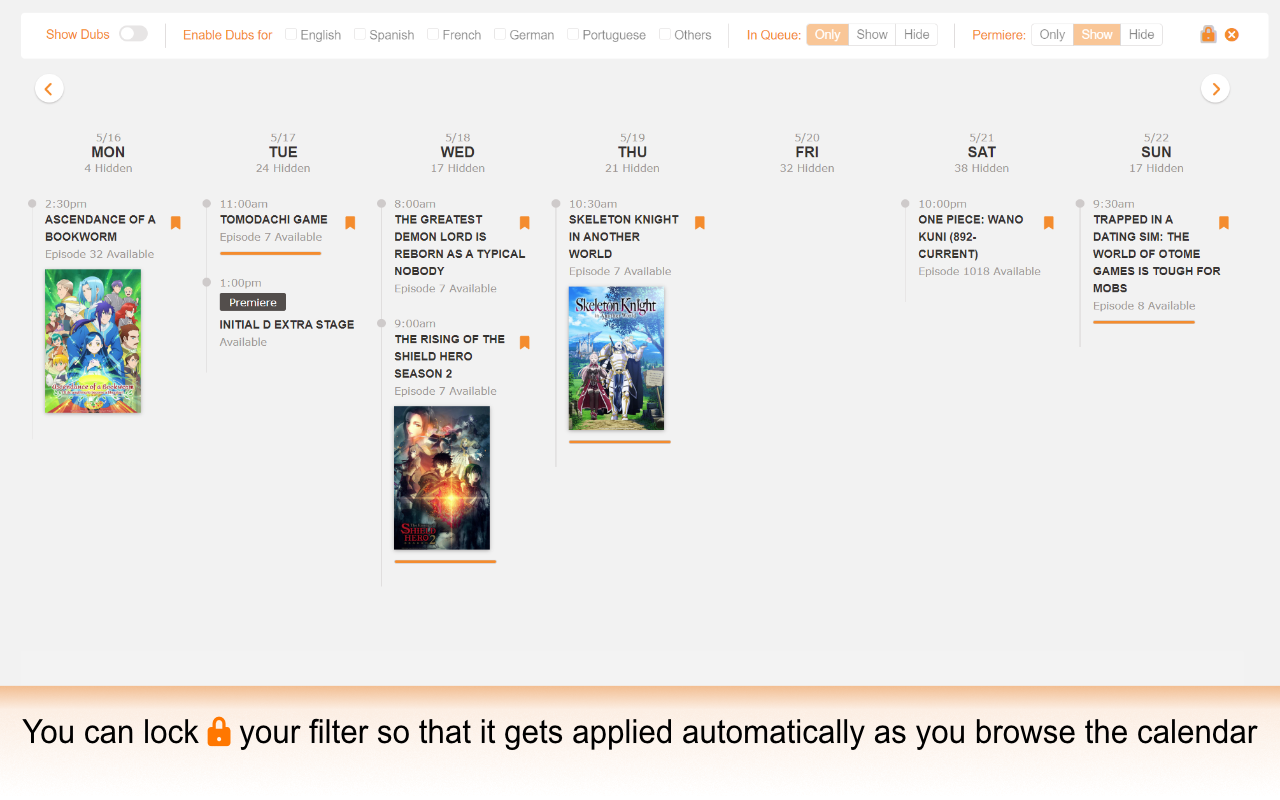 Show Dubs
Enable Dubs for
English
Spanish
French
German
Portuguese
Others
In Queue:
Only
Show
Hide
Permiere:
Only
Show
Hide
5/16
MON
4 Hidden
5/17
TUE
24 Hidden
5/18
WED
17 Hidden
5/19
THU
21 Hidden
5/20
FRI
32 Hidden
5/21
SAT
38 Hidden
5/22
SUN
17 Hidden
2:30pm
ASCENDANCE OF A
BOOKWORM
Episode 32 Available
Ascendance of a Bookworm
11:00am
TOMODACHI GAME
Episode 7 Available
1:00pm
Premiere
INITIAL D EXTRA STAGE
Available
8:00am
THE GREATEST
DEMON LORD IS
REBORN AS A TYPICAL
NOBODY
Episode 7 Available
9:00am
THE RISING OF THE
SHIELD HERO
SEASON 2
Episode 7 Available
SHIELD
HERO 2
10:30am
SKELETON KNIGHT
IN ANOTHER
WORLD
Episode 7 Available
Skeleton Knight
10:00pm
ONE PIECE: WANO
KUNI (892-
CURRENT)
Episode 1018 Available
9:30am
TRAPPED IN A
DATING SIM: THE
WORLD OF OTOME
GAMES IS TOUGH FOR
MOBS
Episode 8 Available
You can lock your filter so that it gets applied automatically as you browse the calendar